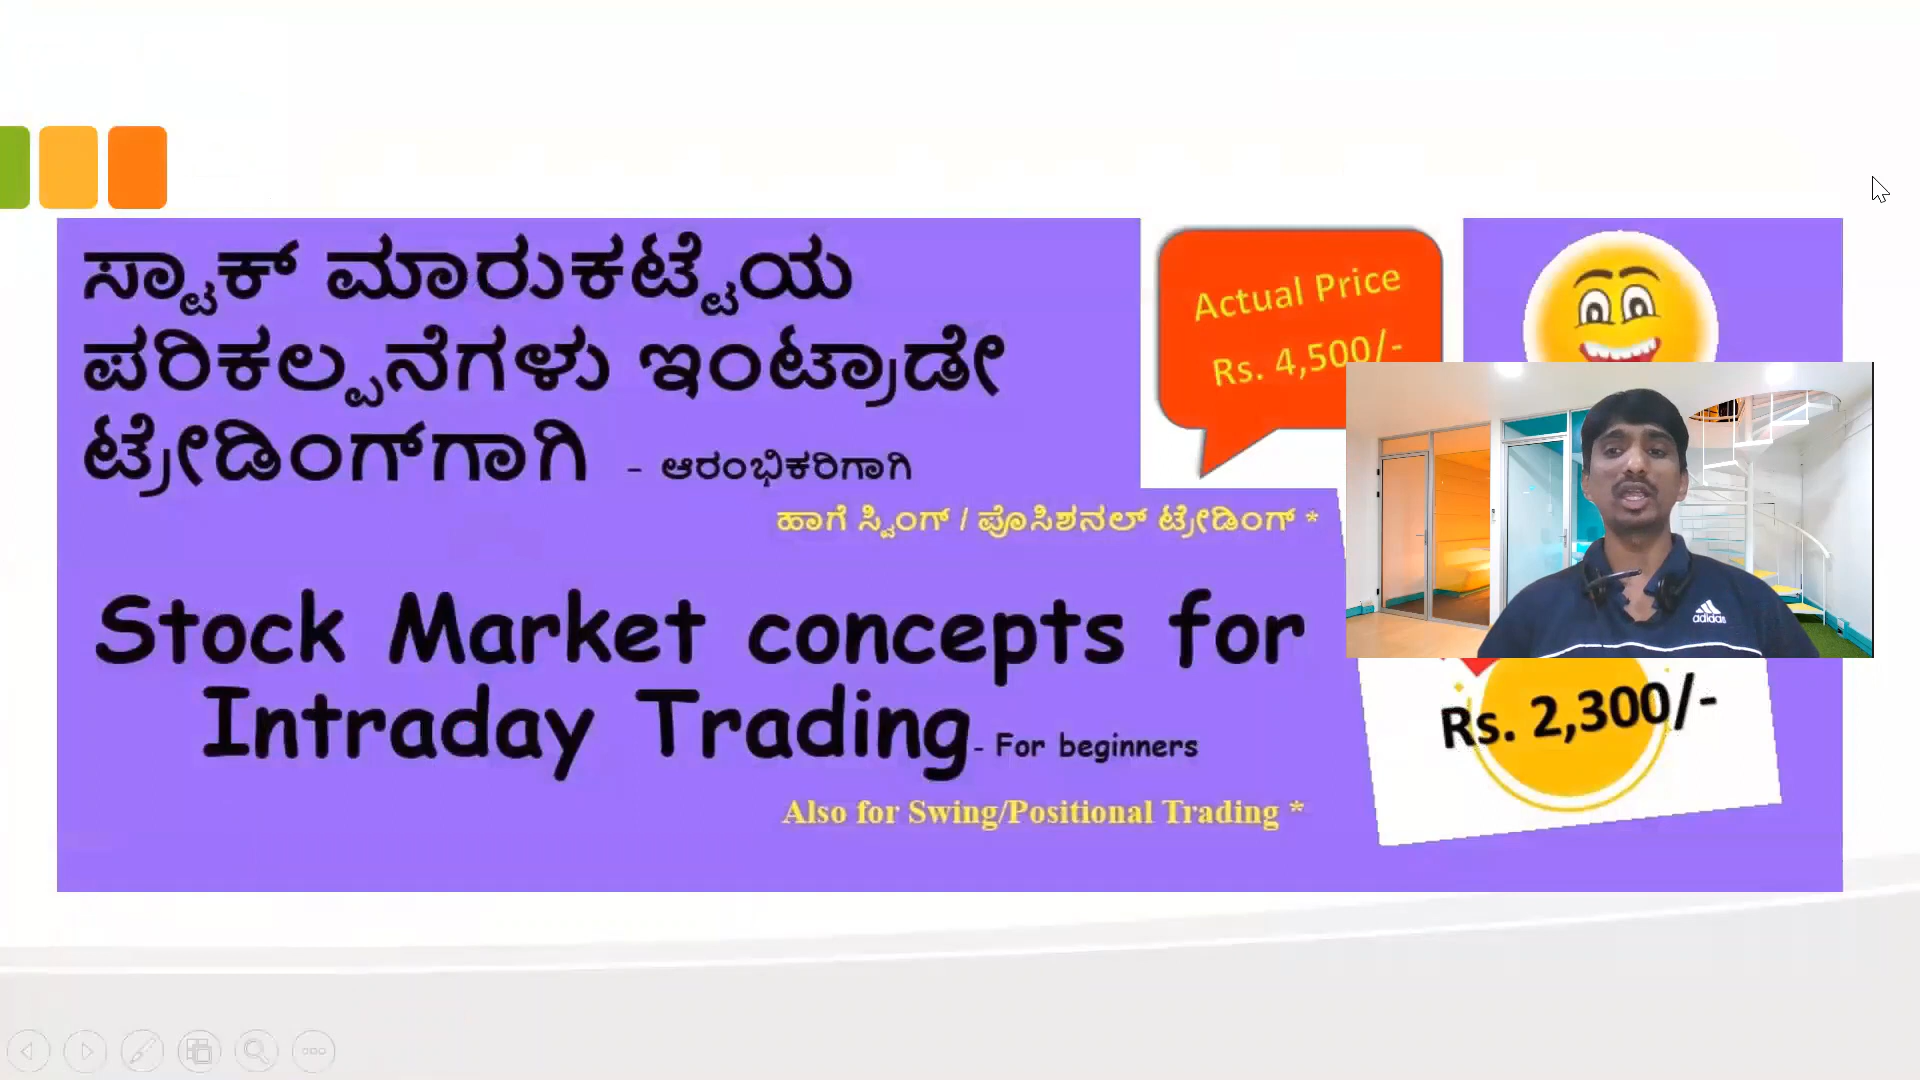 ಸ್ಟಾಕ್ ಮಾರುಕಟ್ಟೆಯ
ಪರಿಕಲ್ಪನೆಗಳು ಇಂಟ್ರಾಡೇ
ಟ್ರೇಡಿಂಗ್‌ಗಾಗಿ - ಆರಂಭಿಕರಿಗಾಗಿ
ಹಾಗೆ ಸ್ವಿಂಗ್ / ಪೊಸಿಶನಲ್ ಟ್ರೇಡಿಂಗ್ *
Stock Market concepts for
Intraday Trading - For beginners
Also for Swing/Positional Trading *
Actual Price
Rs. 4,500/-
adidas
Rs. 2,300/-